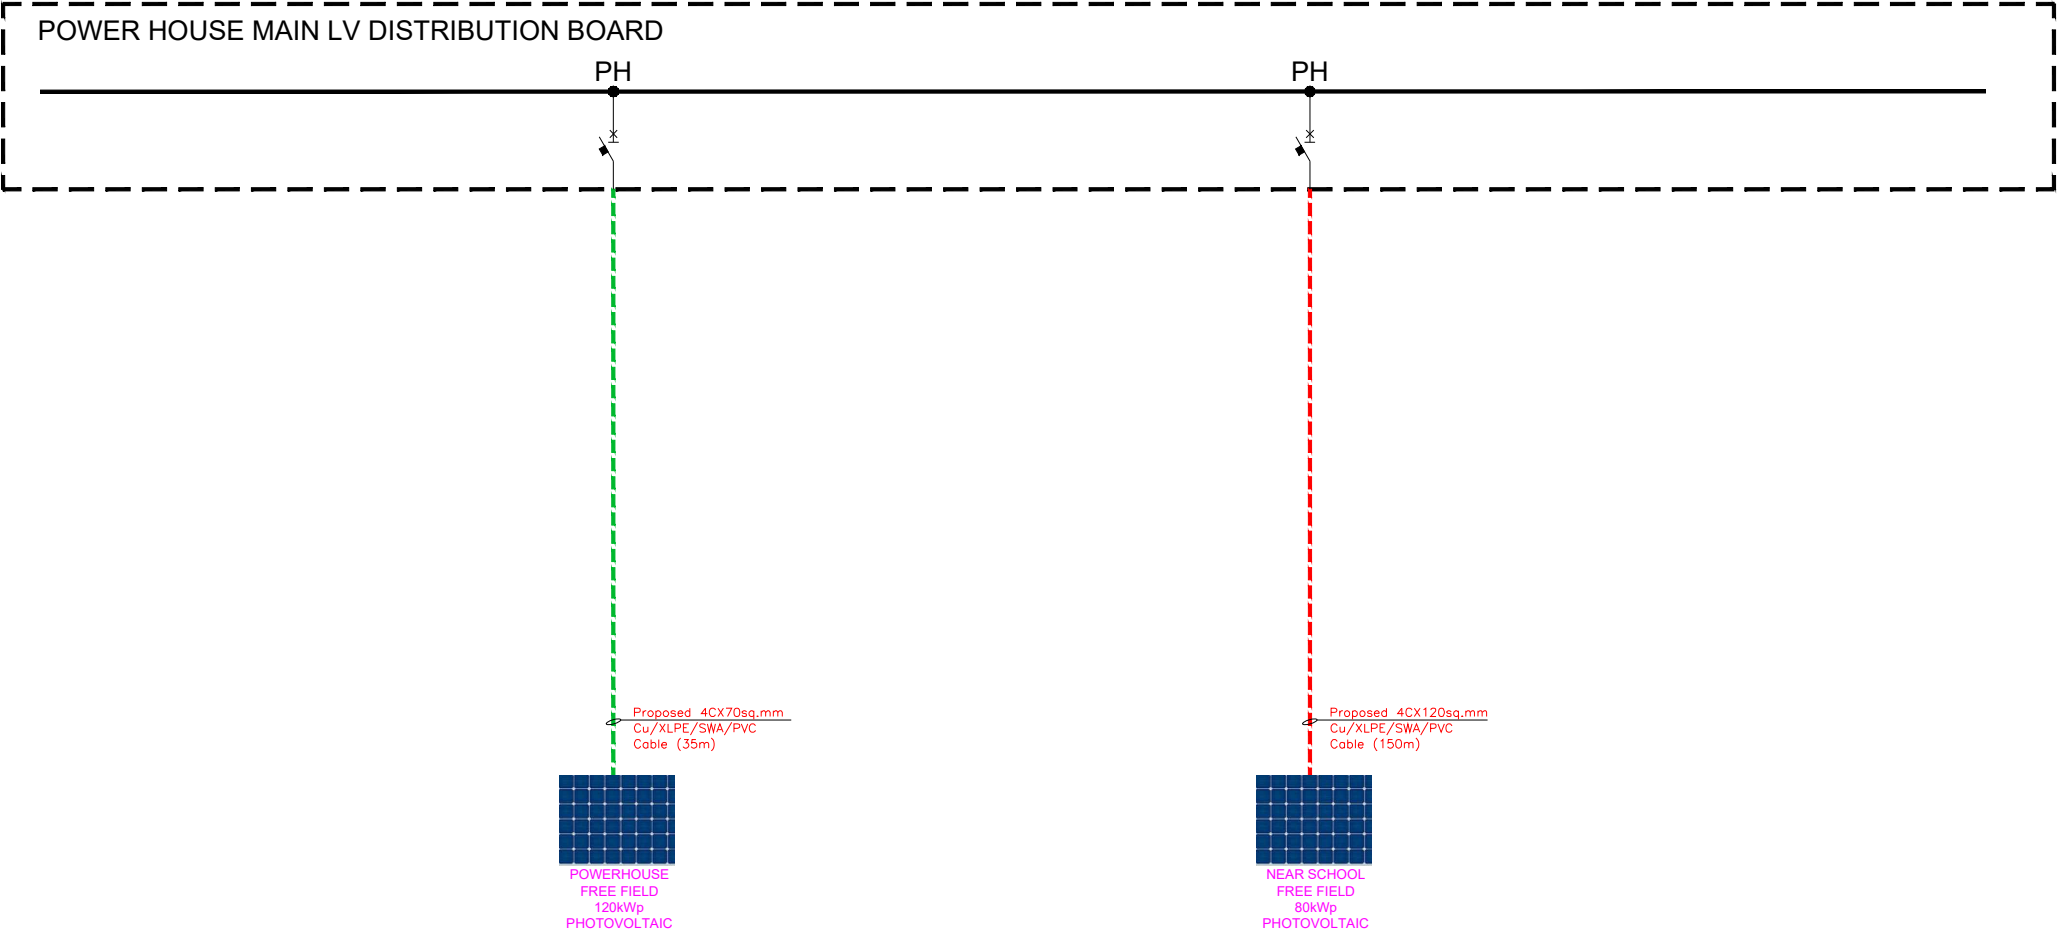 POWER HOUSE MAIN LV DISTRIBUTION BOARD
PH
PH
Proposed 4CX70sq.mm
Cu/XLPE/SWA/PVC
Cable (35m)
Proposed 4CX120sq.mm
Cu/XLPE/SWA/PVC
Cable (150m)
POWERHOUSE
FREE FIELD
120kWp
PHOTOVOLTAIC
NEAR SCHOOL
FREE FIELD
80kWp
PHOTOVOLTAIC